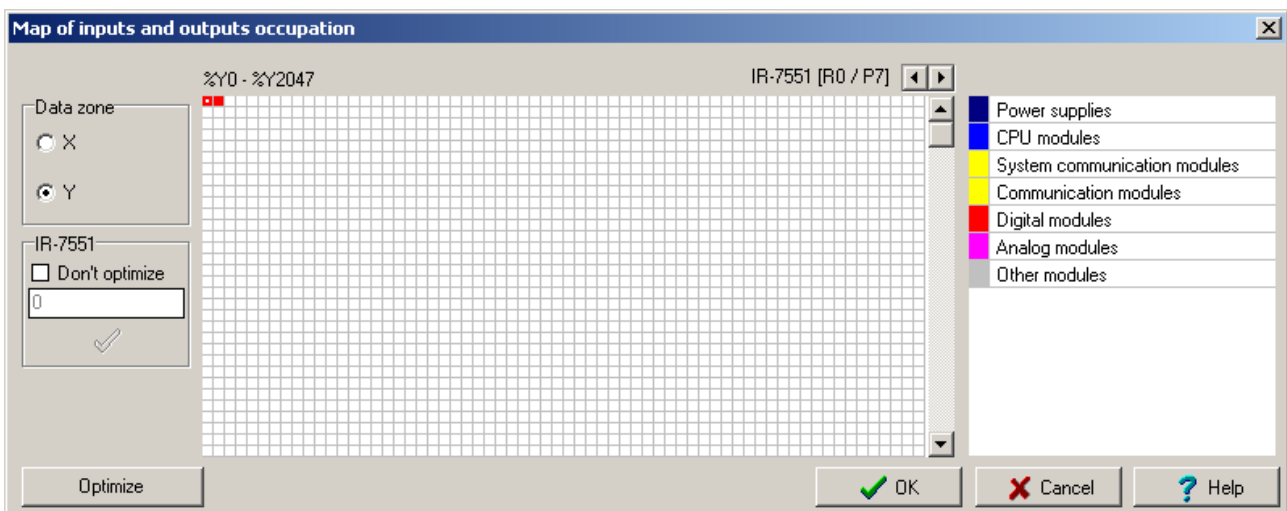 Map of inputs and outputs occupation
%Y0 - %Y2047
IR-7551 [R0 / P7]
Data zone
X
Y
IR-7551
Don't optimize
0
Power supplies
CPU modules
System communication modules
Communication modules
Digital modules
Analog modules
Other modules
Optimize
OK
Cancel
Help